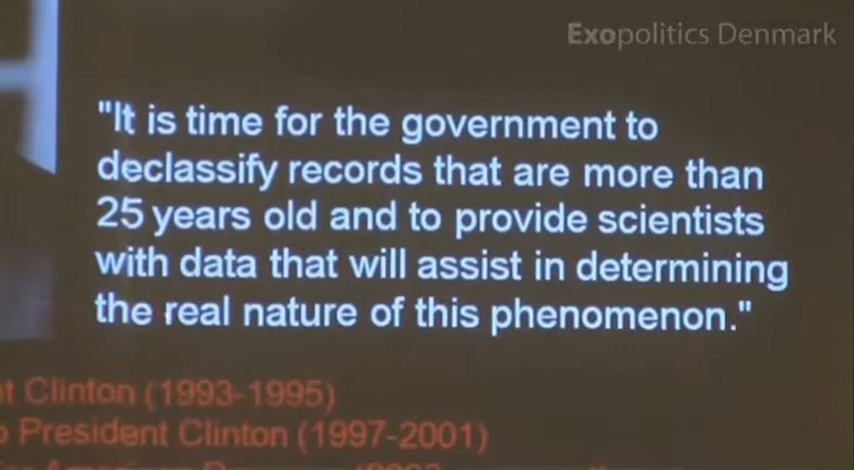 Exopolitics Denmark
"It is time for the government to
declassify records that are more than
25 years old and to provide scientists
with data that will assist in determining
the real nature of this phenomenon."
t Clinton (1993-1995)
President Clinton (1997-2001)